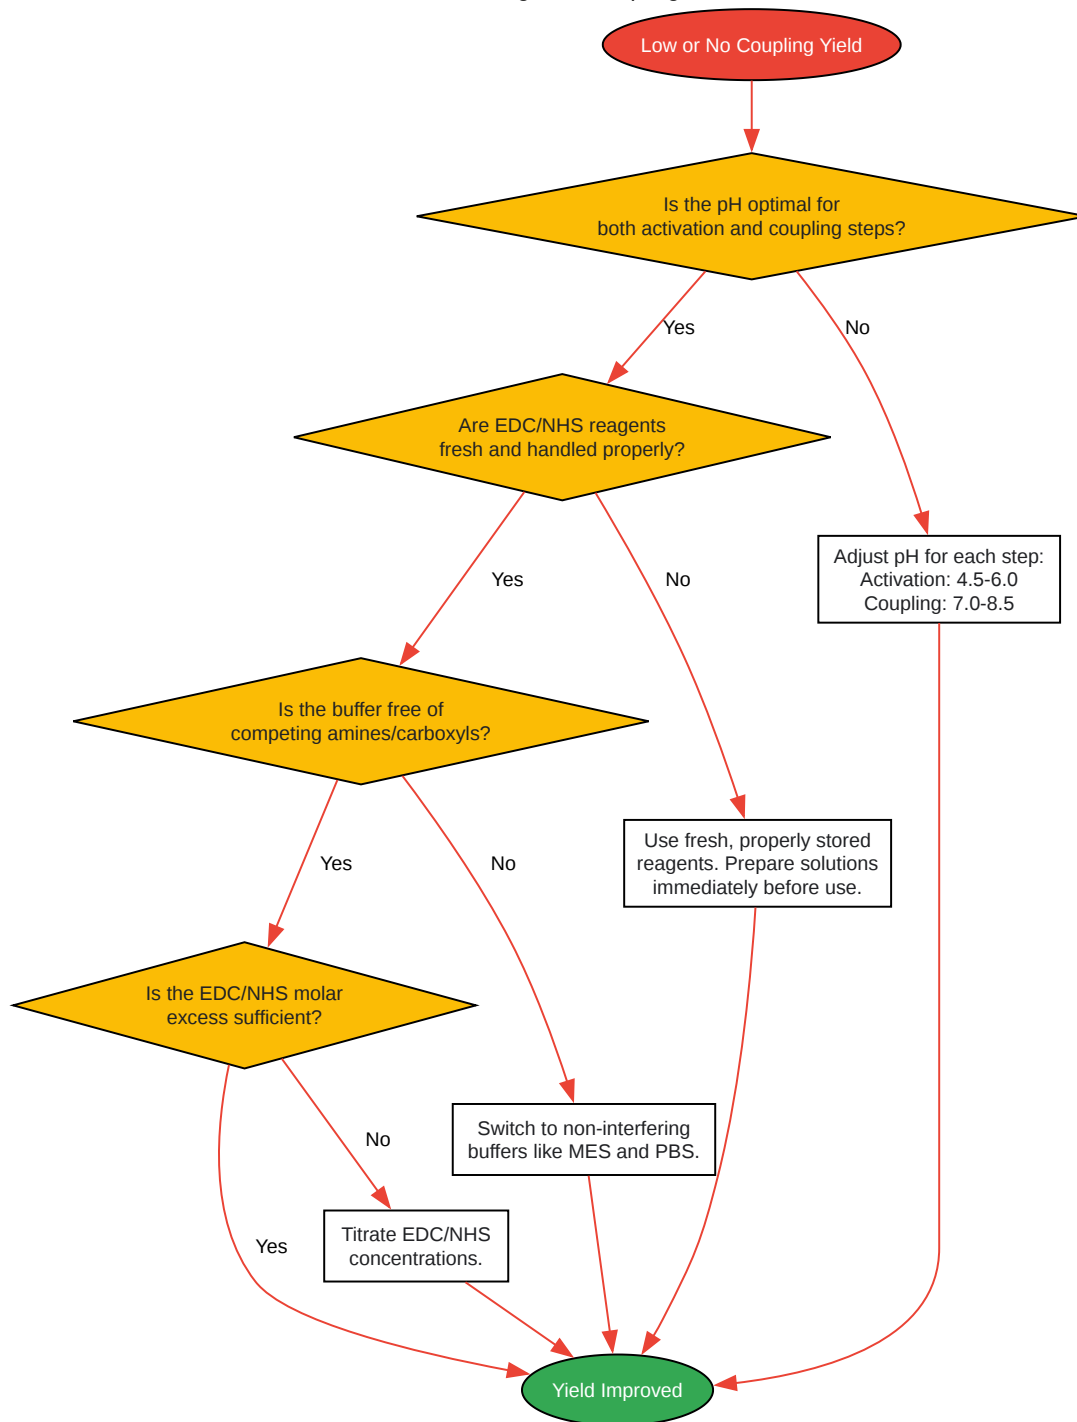 Low or No Coupling Yield
Is the pH optimal for
both activation and coupling steps?
Yes
No
Are EDC/NHS reagents
fresh and handled properly?
Adjust pH for each step:
Activation: 4.5-6.0
Coupling: 7.0-8.5
Yes
No
Is the buffer free of
competing amines/carboxyls?
Use fresh, properly stored
reagents. Prepare solutions
immediately before use.
Yes
No
Is the EDC/NHS molar
excess sufficient?
Switch to non-interfering
buffers like MES and PBS.
No
Titrate EDC/NHS
concentrations.
Yes
Yield Improved